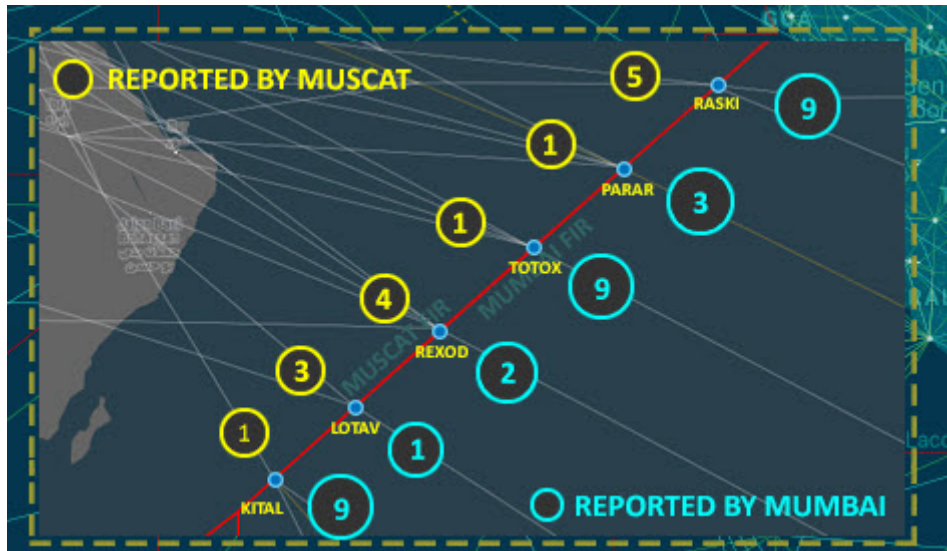 GOA
REPORTED BY MUSCAT
5
RASKI
9
1
PARAR
3
1
TOTOX
9
MUMBAI FIR
4
REXOD
2
MUSCAT FIR
3
LOTAV
1
1
KITAL
9
REPORTED BY MUMBAI